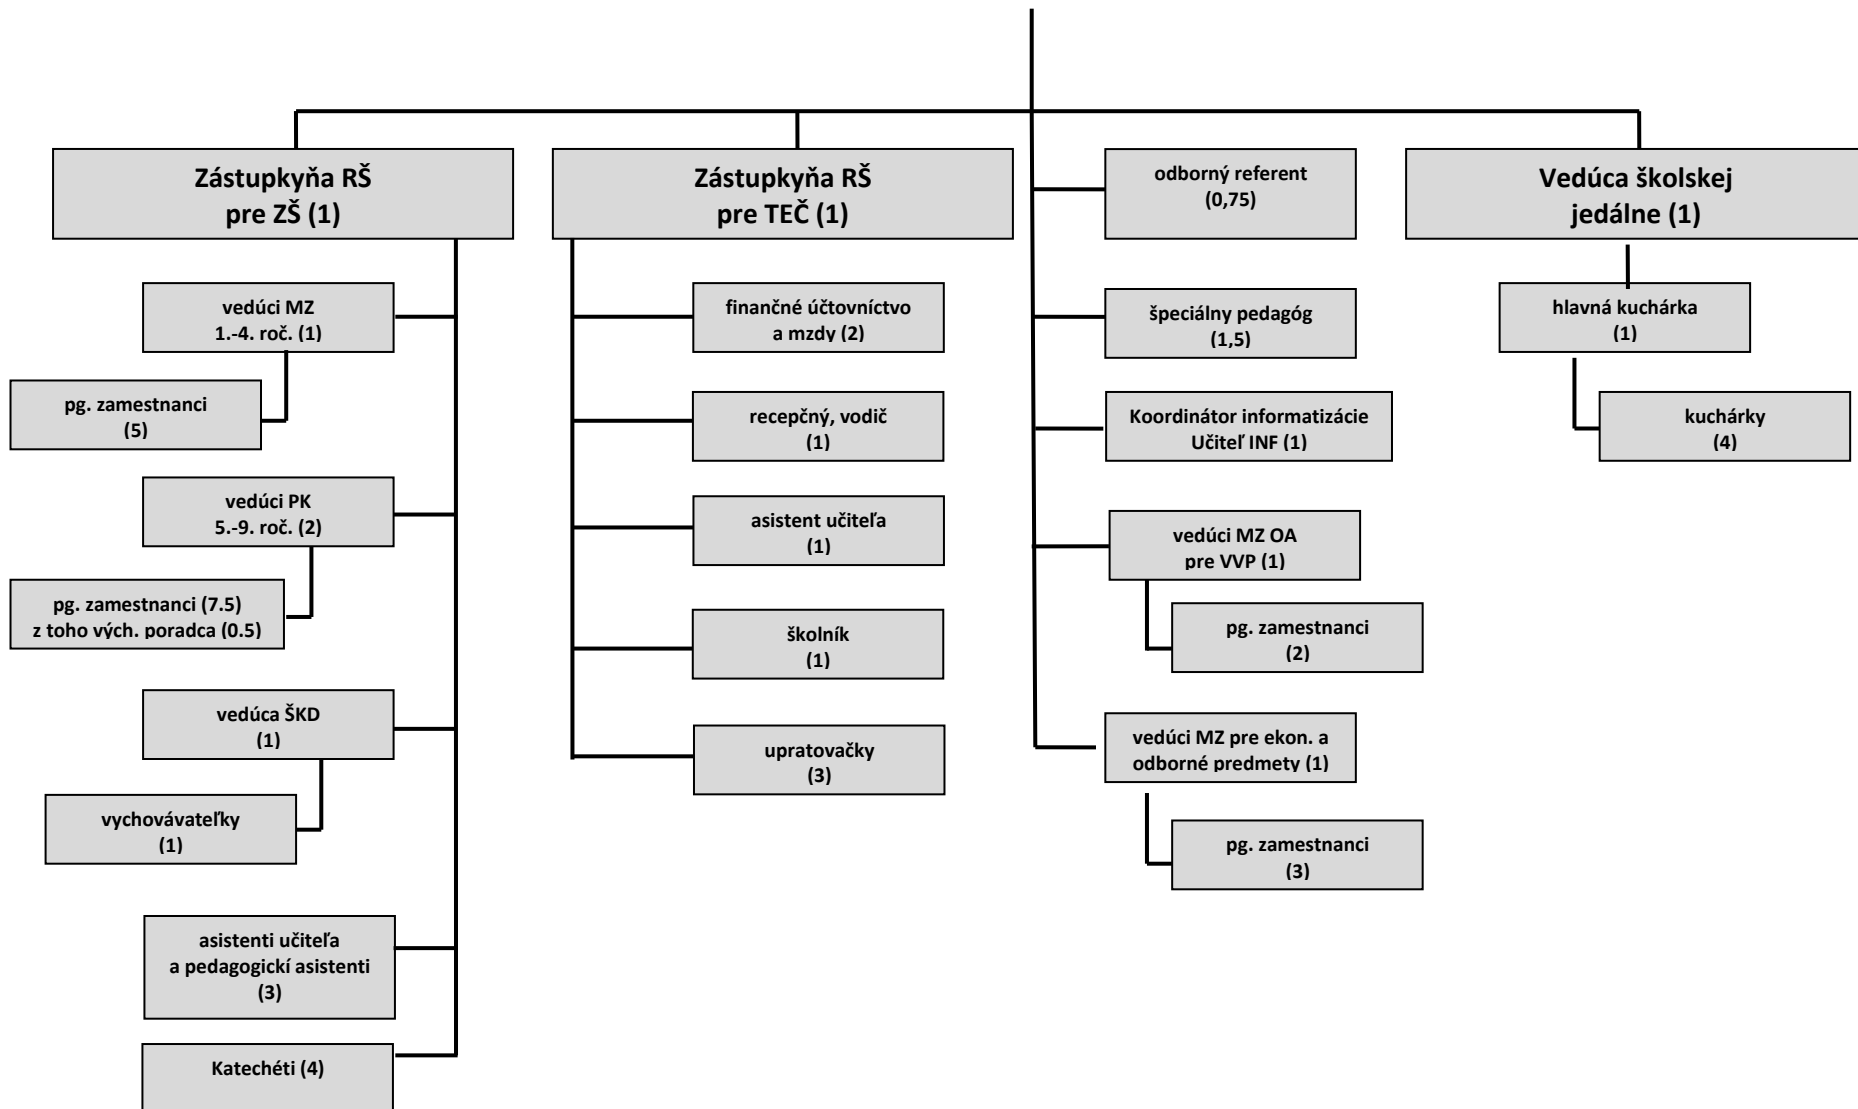 Zástupkyňa RŠ
pre ZŠ (1)
vedúci MZ
1.-4. roč. (1)
pg. zamestnanci
(5)
vedúci PK
5.-9. roč. (2)
pg. zamestnanci (7.5)
z toho vých. poradca (0.5)
vedúca ŠKD
(1)
vychovávateľky
(1)
asistenti učiteľa
a pedagogickí asistenti
(3)
Katechéti (4)
Zástupkyňa RŠ
pre TEČ (1)
finančné účtovníctvo
a mzdy (2)
recepčný, vodič
(1)
asistent učiteľa
(1)
školník
(1)
upratovačky
(3)
odborný referent
(0,75)
špeciálny pedagóg
(1,5)
Koordinátor informatizácie
Učiteľ INF (1)
vedúci MZ OA
pre VVP (1)
pg. zamestnanci
(2)
vedúci MZ pre ekon. a
odborné predmety (1)
pg. zamestnanci
(3)
Vedúca školskej
jedálne (1)
hlavná kuchárka
(1)
kuchárky
(4)